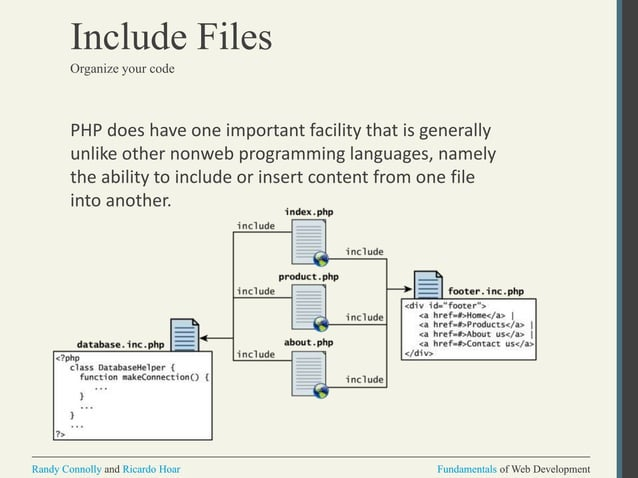 Include Files
Organize your code
PHP does have one important facility that is generally
unlike other nonweb programming languages, namely
the ability to include or insert content from one file
into another.
index.php
include
include
product.php
include
include
about.php
include
include
database.inc.php
<?php
class DatabaseHelper {
function makeConnection() {
...
}
...
}
...
?>
footer.inc.php
<div id="footer">
<a href=#>Home</a> |
<a href=#>Products</a> |
<a href=#>About us</a> |
<a href=#>Contact us</a>
</div>
Randy Connolly and Ricardo Hoar
Fundamentals of Web Development